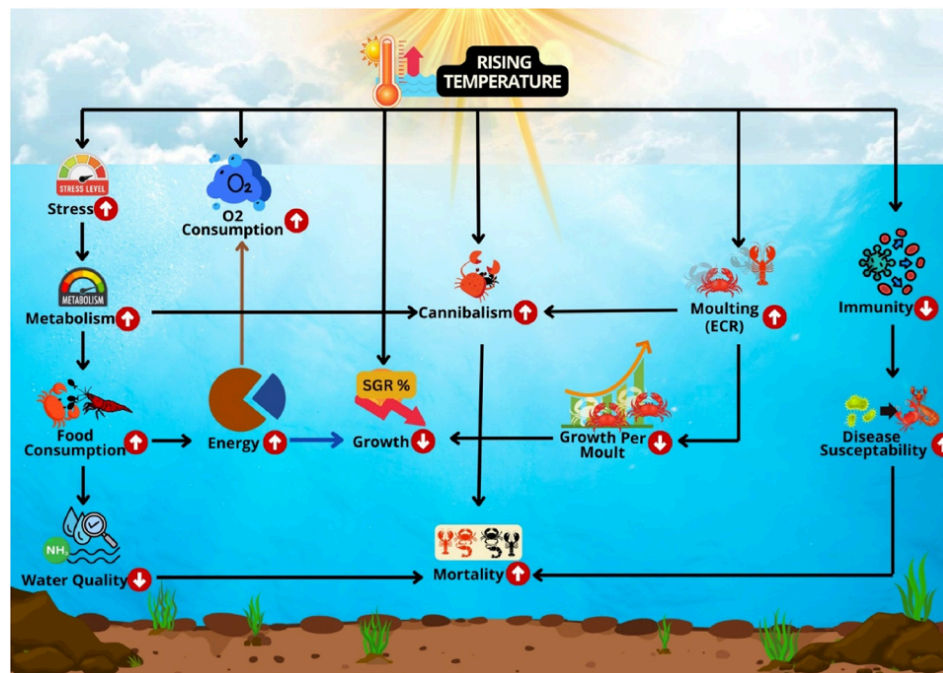 RISING
TEMPERATURE
STRESS LEVEL
Stress
O2
O2
Consumption
METABOLISM
Metabolism
Cannibalism
Moulting
(ECR)
Immunity
SGR %
Food
Consumption
Energy
Growth
Growth Per
Moult
Disease
Susceptability
NH₃
Water Quality
Mortality